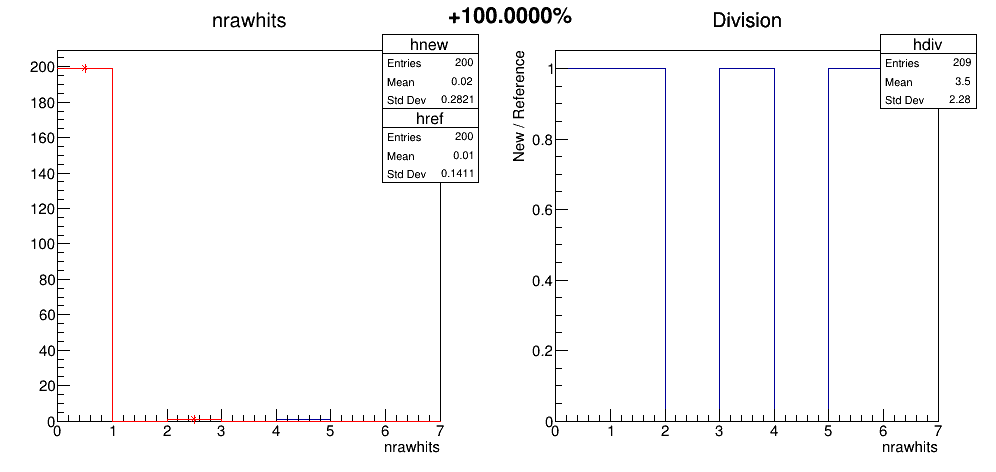 +100.0000%
nrawhits
hnew
Entries 200
Mean 0.02
Std Dev 0.2821
href
Entries 200
Mean 0.01
Std Dev 0.1411
200
180
160
140
120
100
80
60
40
20
0
0 1 2 3 4 5 6 7
nrawhits
Division
hdiv
Entries 209
Mean 3.5
Std Dev 2.28
New / Reference
1
0.8
0.6
0.4
0.2
0
0 1 2 3 4 5 6 7
nrawhits